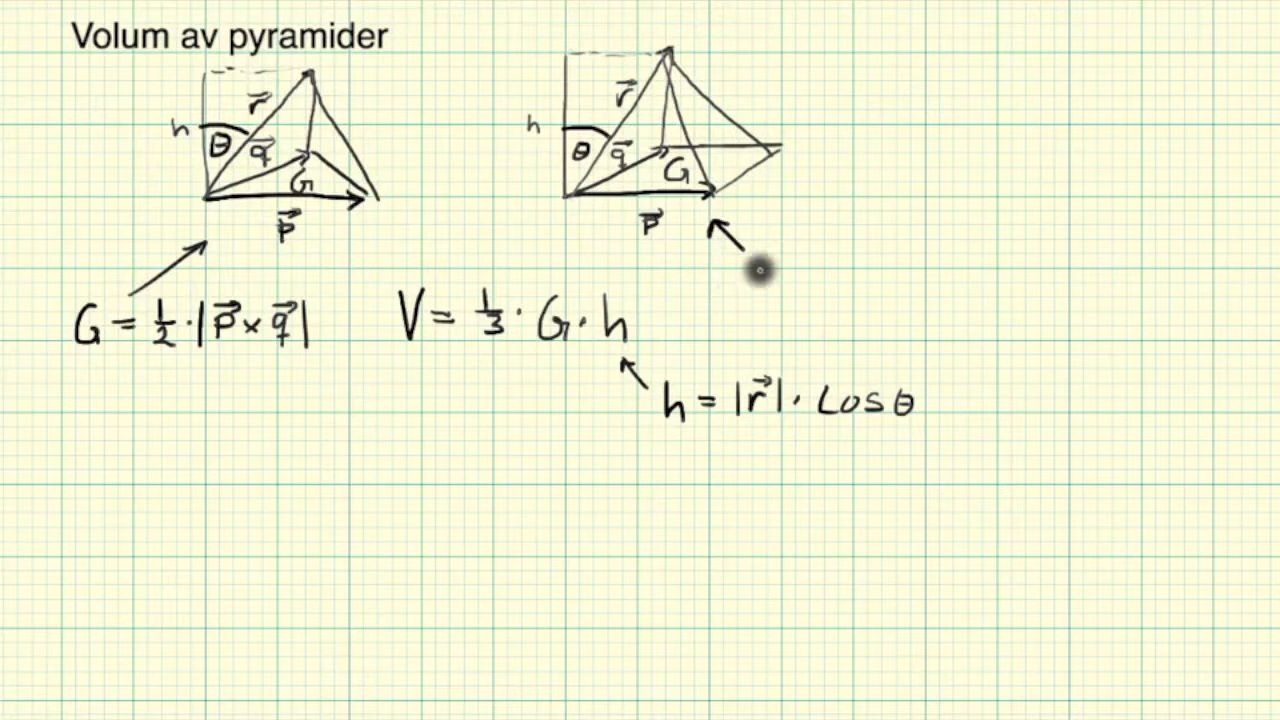 Volum av pyramider
h θ r⃗ q⃗ G p⃗
h θ r⃗ q⃗ G p⃗
G = 1/2 · |p⃗ × q⃗|
V = 1/3 · G · h
h = |r⃗| · cos θ